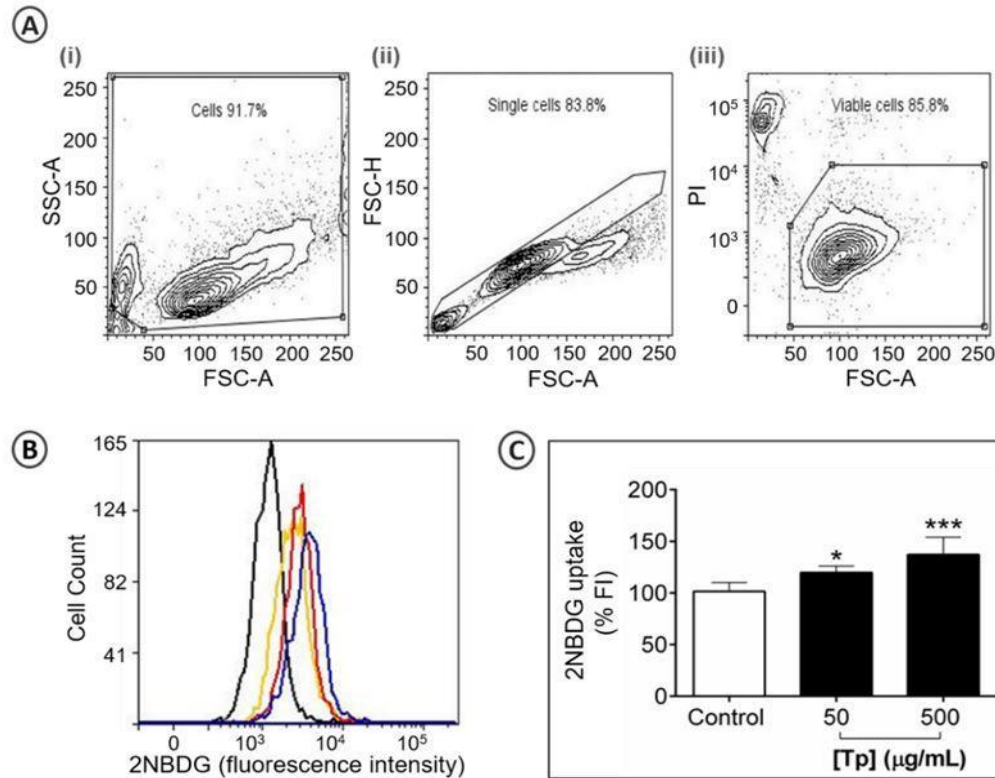 A
(i)
(ii)
(iii)
Cells 91.7%
Single cells 83.8%
Viable cells 85.8%
SSC-A
250
200
150
100
50
50 100 150 200 250
FSC-A
FSC-H
250
200
150
100
50
50 100 150 200 250
FSC-A
PI
10⁵
10⁴
10³
0
50 100 150 200 250
FSC-A
B
Cell Count
165
124
82
41
0 10³ 10⁴ 10⁵
2NBDG (fluorescence intensity)
C
2NBDG uptake
(% FI)
200
150
100
50
0
*
***
Control 50 500
[Tp] (μg/mL)